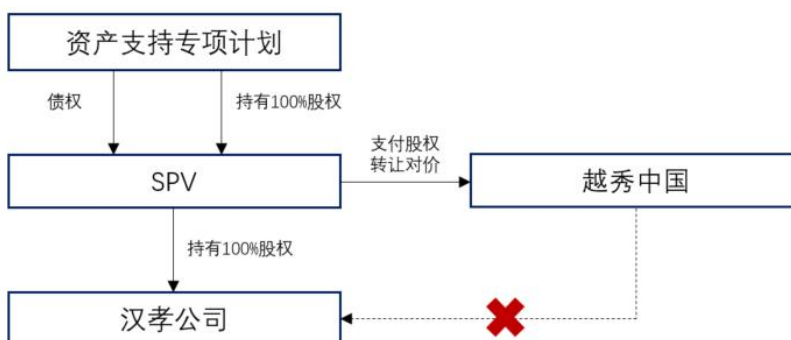 资产支持专项计划
债权
持有100%股权
支付股权
转让对价
SPV
越秀中国
持有100%股权
汉孝公司